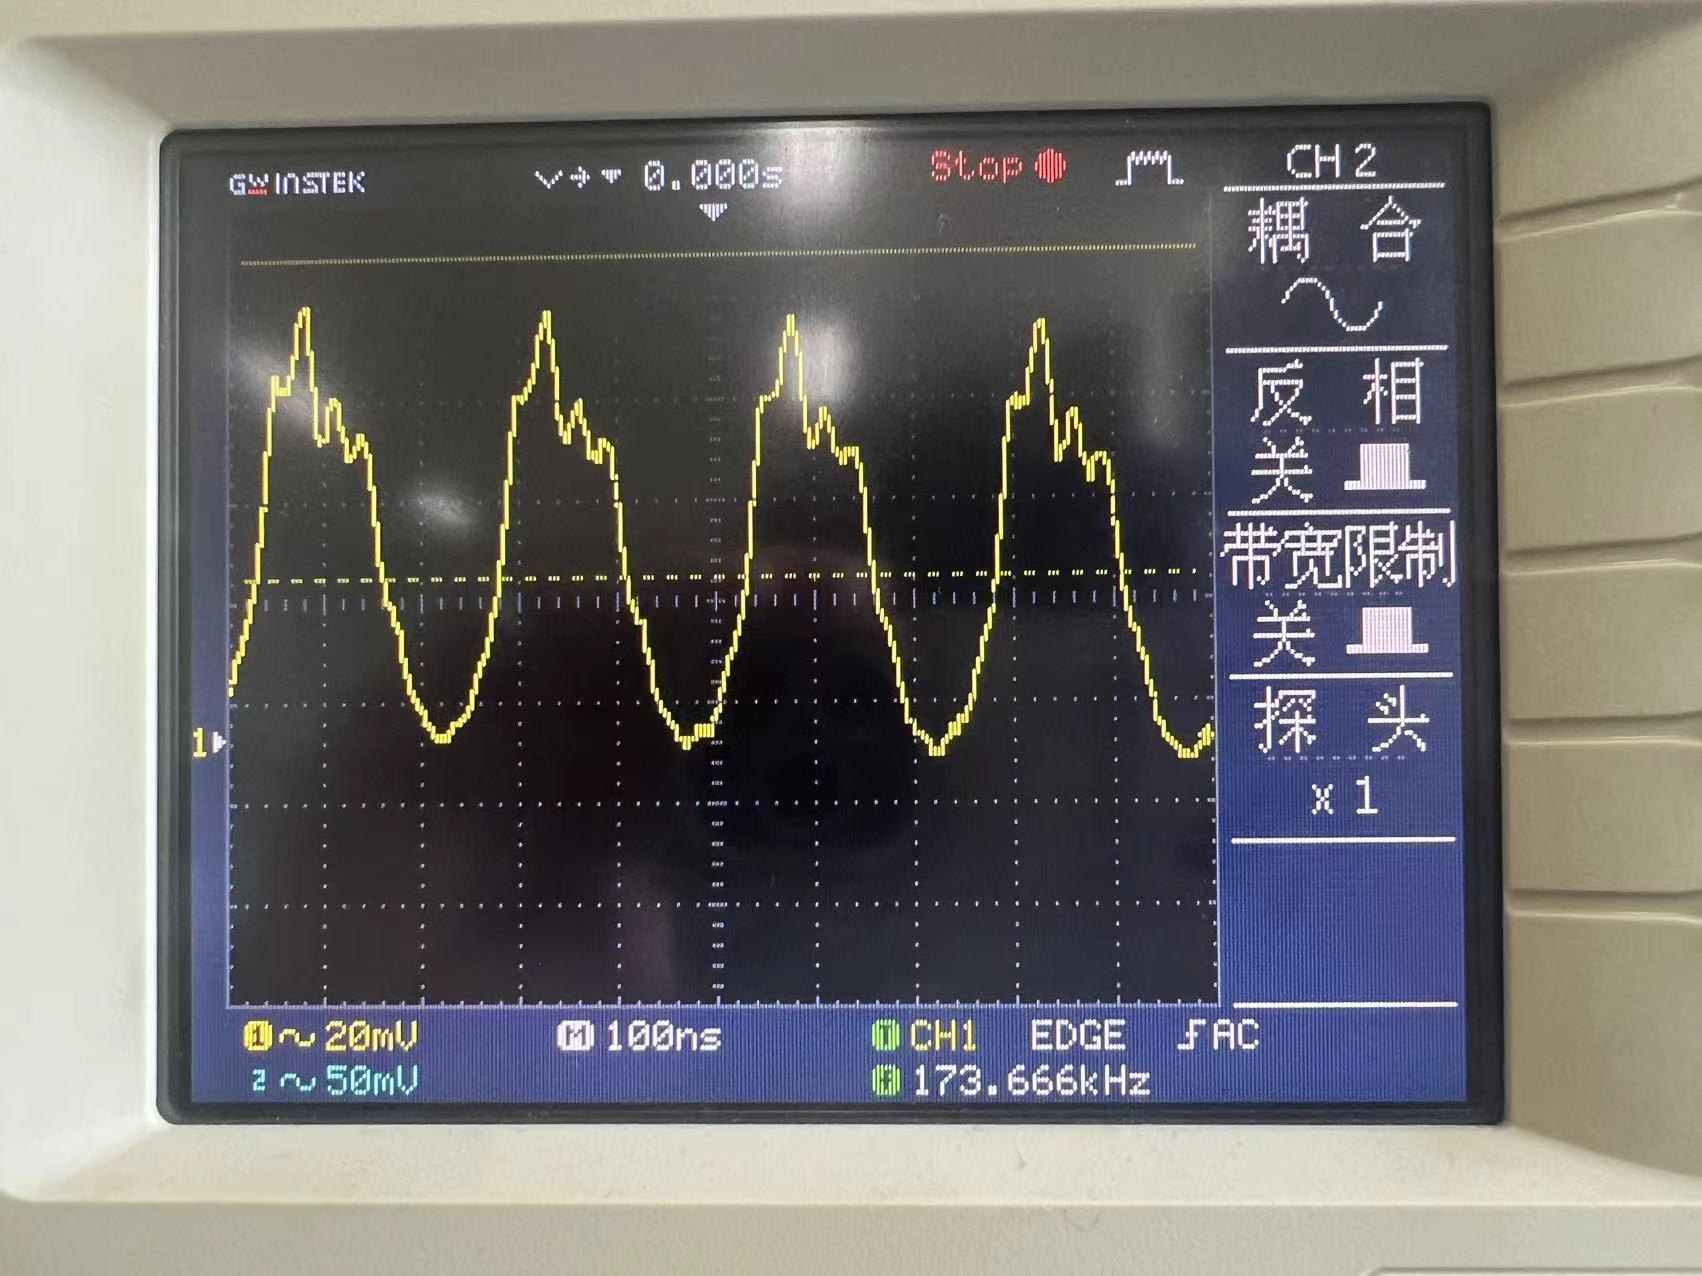 GW INSTEK 0.000s Stop CH 2
耦 合
反 相
关
带宽限制
关
探 头
x 1
1
1 20mV M 100ns T CH1 EDGE AC
2 50mV 173.666kHz